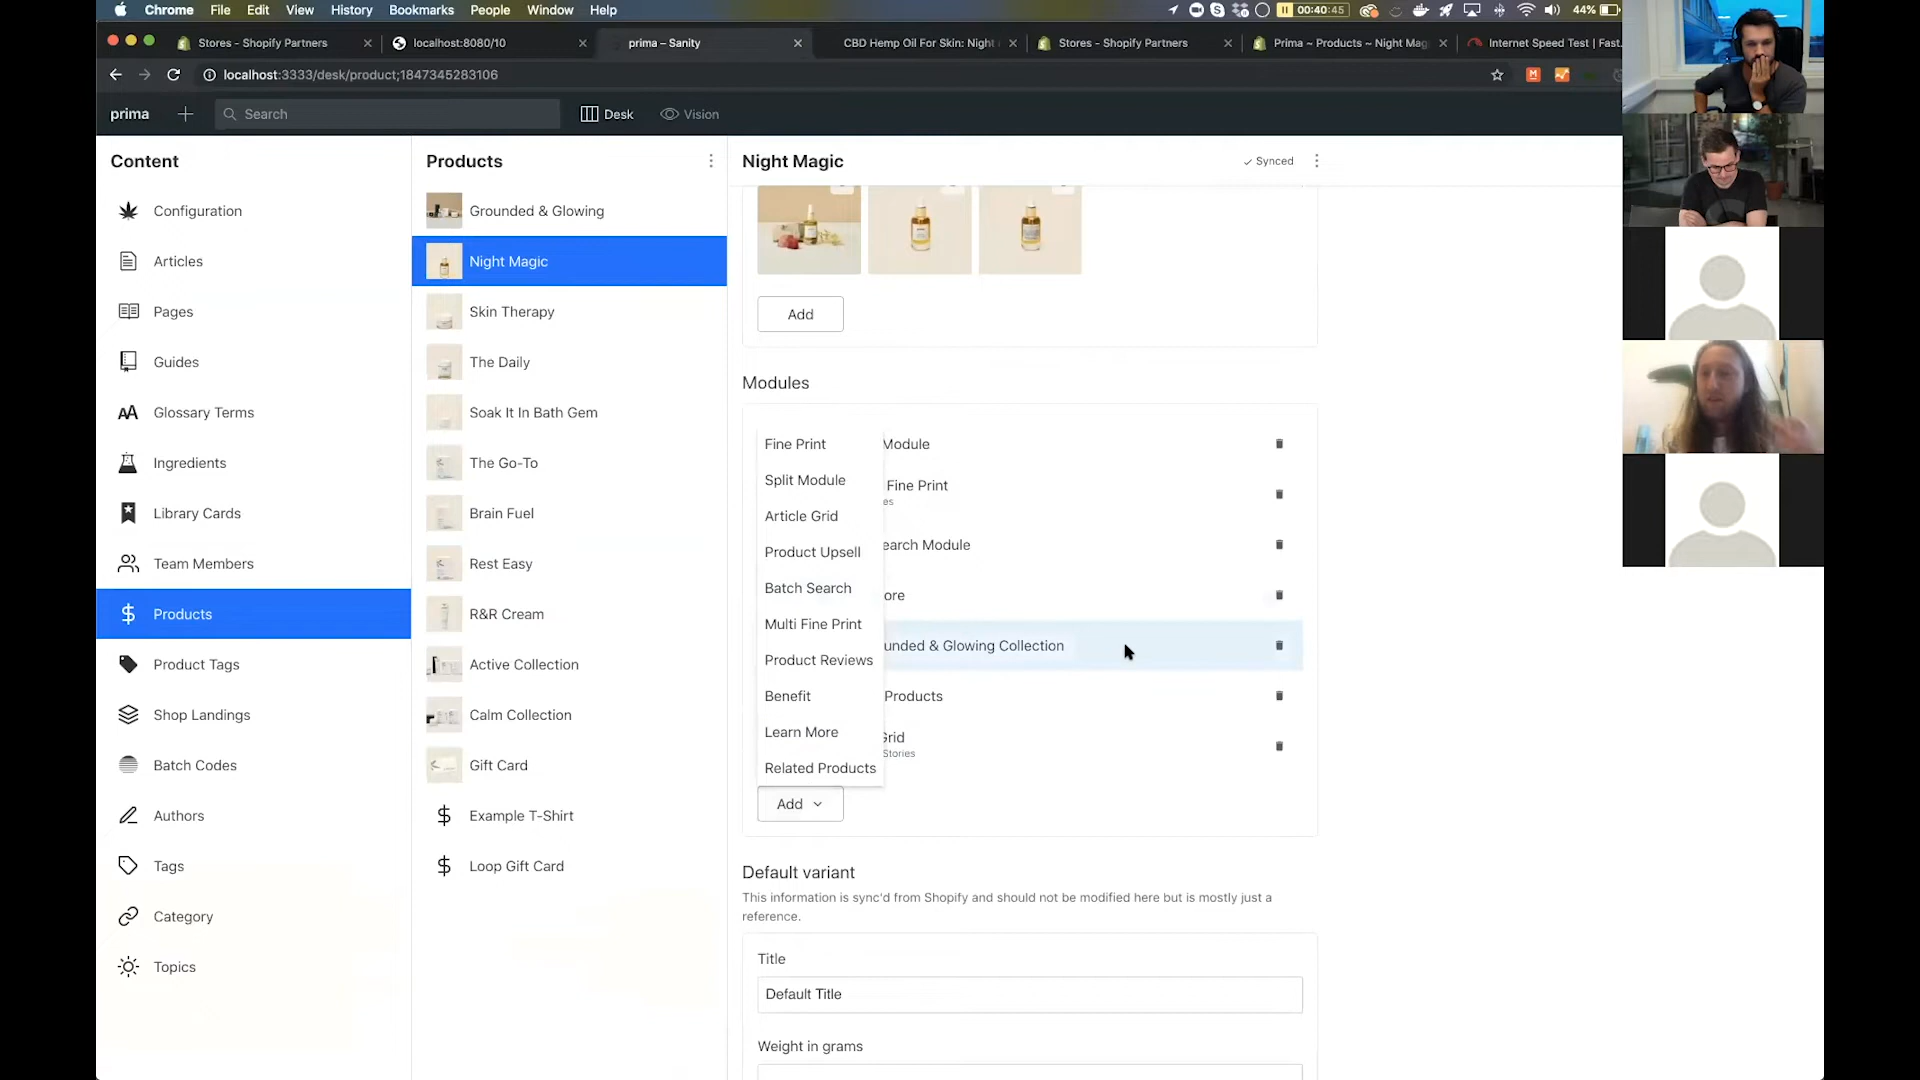 Chrome File Edit View History Bookmarks People Window Help 00:40:45 44%
Stores - Shopify Partners localhost:8080/10 prima – Sanity CBD Hemp Oil For Skin: Night Stores - Shopify Partners Prima ~ Products ~ Night Mag Internet Speed Test | Fast.
localhost:3333/desk/product;1847345283106
prima Search Desk Vision
Content
Configuration
Articles
Pages
Guides
Glossary Terms
Ingredients
Library Cards
Team Members
Products
Product Tags
Shop Landings
Batch Codes
Authors
Tags
Category
Topics
Products
Grounded & Glowing
Night Magic
Skin Therapy
The Daily
Soak It In Bath Gem
The Go-To
Brain Fuel
Rest Easy
R&R Cream
Active Collection
Calm Collection
Gift Card
Example T-Shirt
Loop Gift Card
Night Magic
Synced
Add
Modules
Fine Print
Split Module
Article Grid
Product Upsell
Batch Search
Multi Fine Print
Product Reviews
Benefit
Learn More
Related Products
Module
Fine Print
es
earch Module
ore
unded & Glowing Collection
Products
Grid
Stories
Add
Default variant
This information is sync'd from Shopify and should not be modified here but is mostly just a
reference.
Title
Default Title
Weight in grams